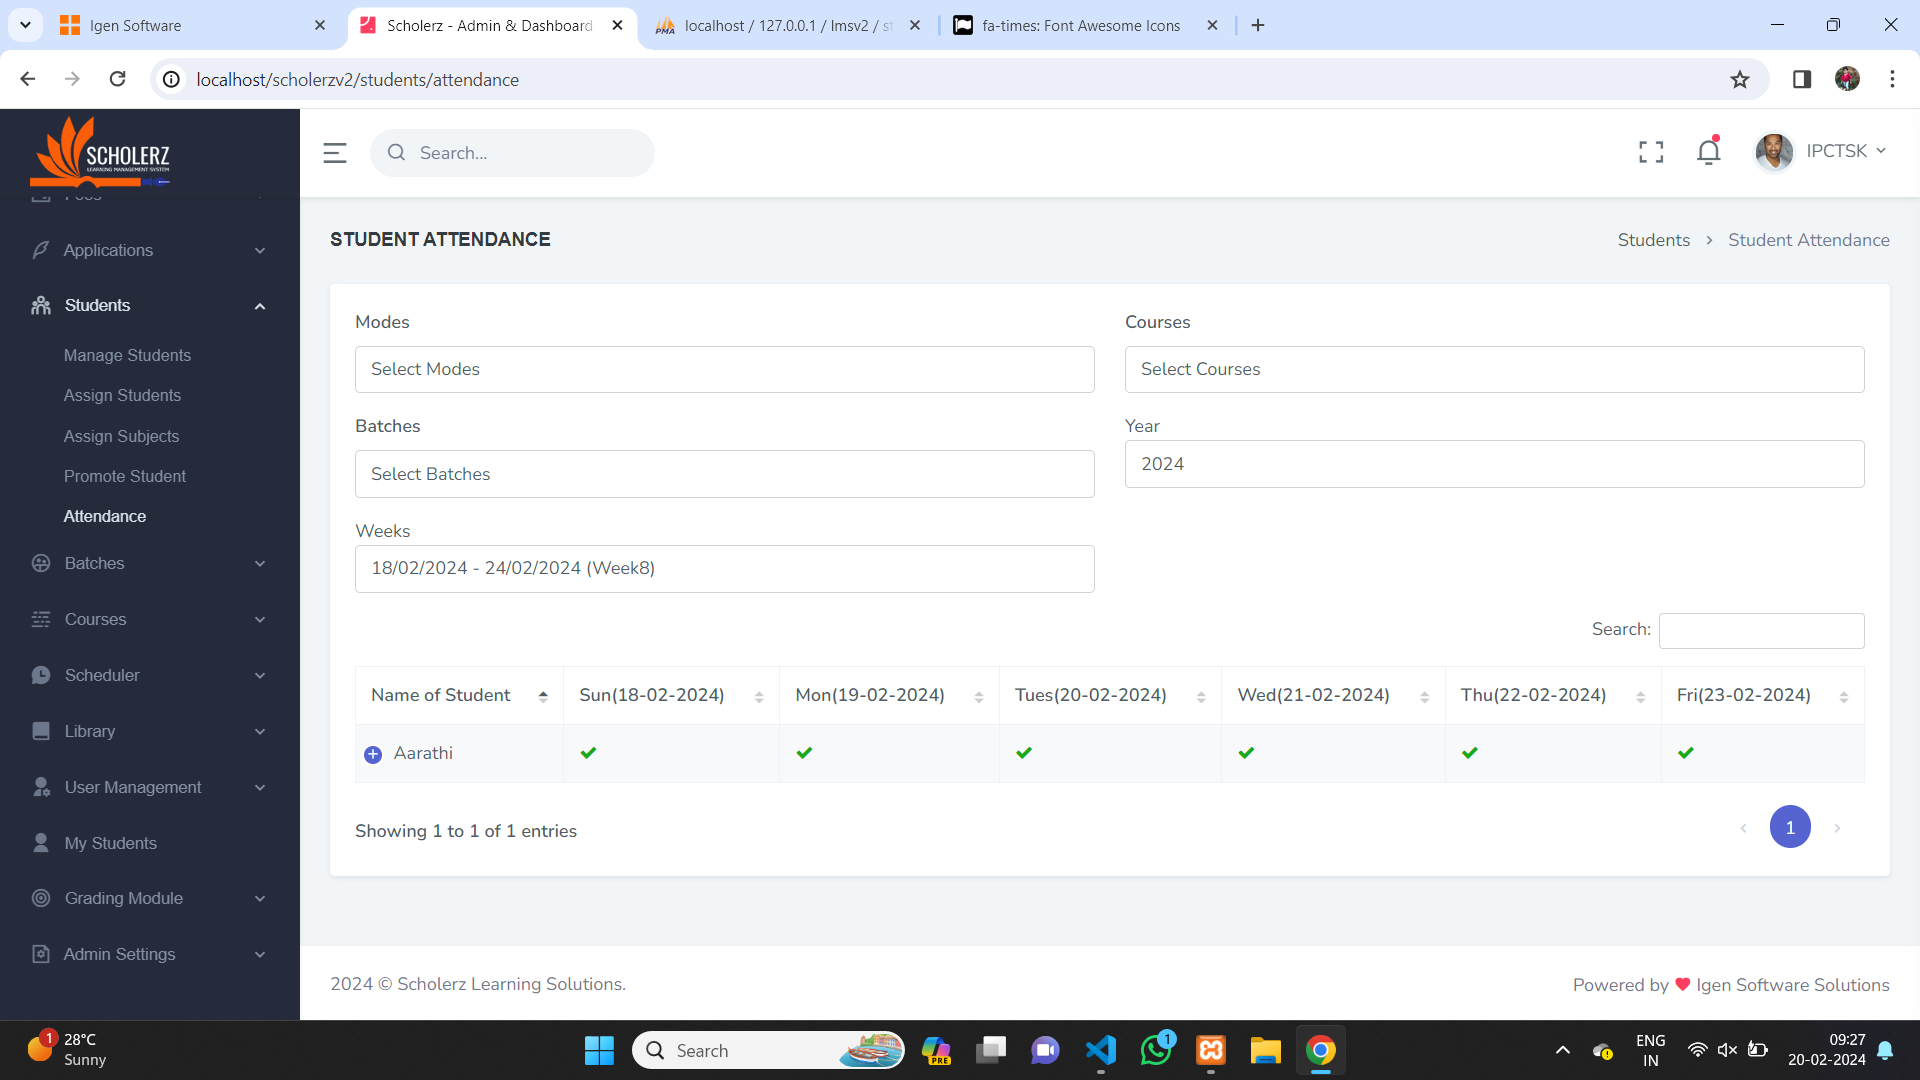 Igen Software
Scholerz - Admin & Dashboard
localhost / 127.0.0.1 / lmsv2 / st
fa-times: Font Awesome Icons
localhost/scholerzv2/students/attendance
SCHOLERZ
LEARNING MANAGEMENT SYSTEM
Search...
IPCTSK
Applications
Students
Manage Students
Assign Students
Assign Subjects
Promote Student
Attendance
Batches
Courses
Scheduler
Library
User Management
My Students
Grading Module
Admin Settings
STUDENT ATTENDANCE
Students > Student Attendance
Modes
Select Modes
Courses
Select Courses
Batches
Select Batches
Year
2024
Weeks
18/02/2024 - 24/02/2024 (Week8)
Search:
Name of Student Sun(18-02-2024) Mon(19-02-2024) Tues(20-02-2024) Wed(21-02-2024) Thu(22-02-2024) Fri(23-02-2024)
Aarathi
Showing 1 to 1 of 1 entries
‹ 1 ›
2024 © Scholerz Learning Solutions.
Powered by ❤ Igen Software Solutions
1
28°C
Sunny
Search
PRE
1
ENG
IN
09:27
20-02-2024